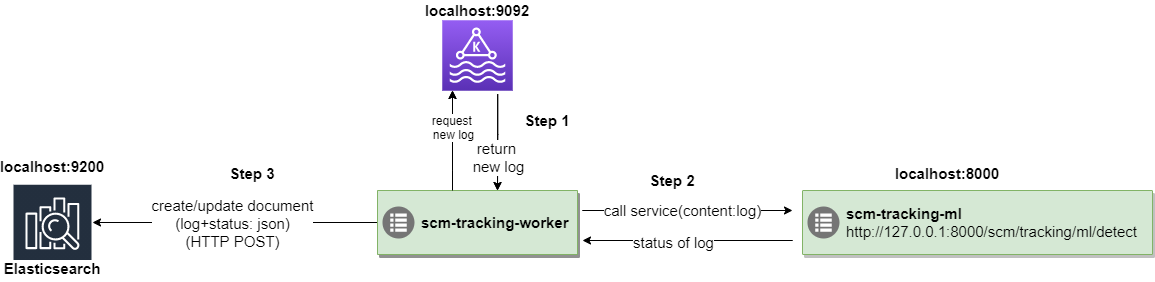 localhost:9092
K
request
new log
Step 1
return
new log
localhost:9200
Step 3
create/update document
(log+status: json)
(HTTP POST)
Elasticsearch
scm-tracking-worker
Step 2
call service(content:log)
status of log
localhost:8000
scm-tracking-ml
http://127.0.0.1:8000/scm/tracking/ml/detect